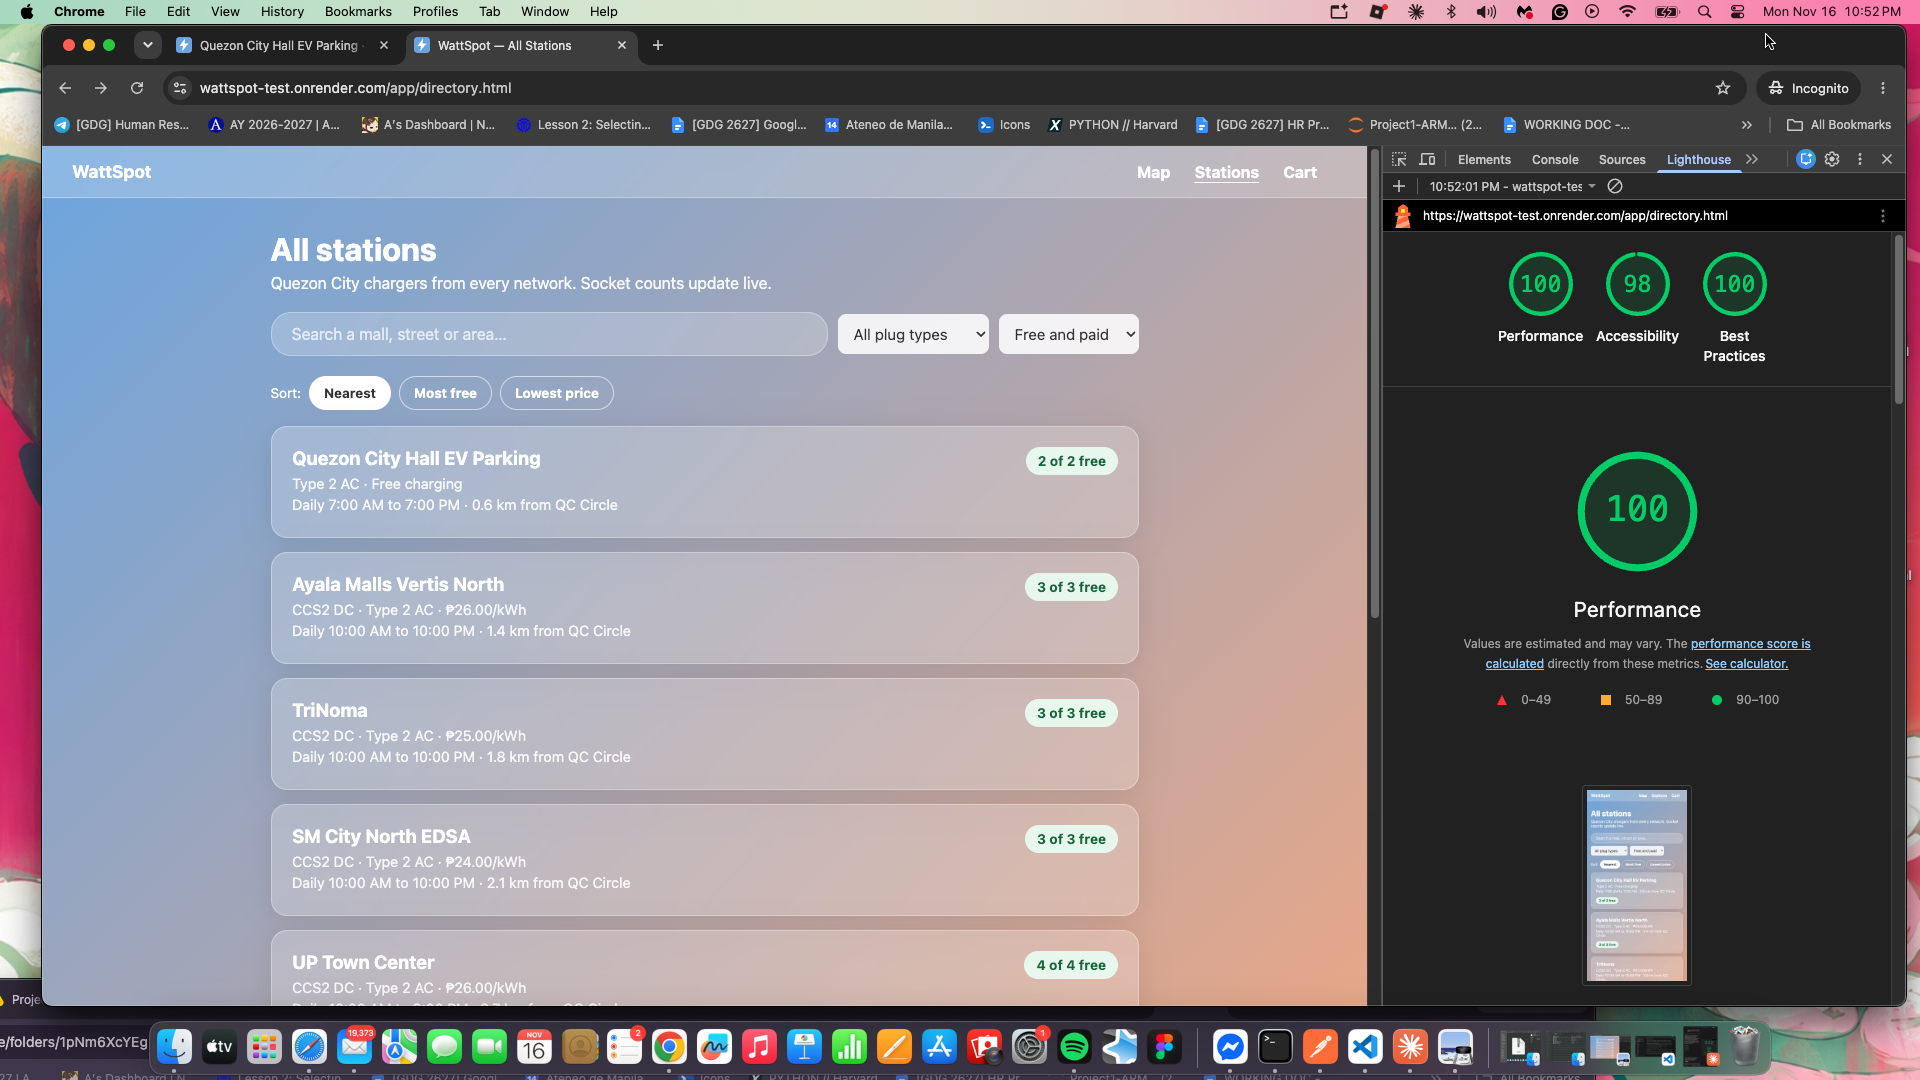 Chrome File Edit View History Bookmarks Profiles Tab Window Help
Mon Nov 16 10:52 PM
Quezon City Hall EV Parking
WattSpot — All Stations
wattspot-test.onrender.com/app/directory.html
Incognito
[GDG] Human Res...
AY 2026-2027 | A...
A's Dashboard | N...
Lesson 2: Selectin...
[GDG 2627] Googl...
Ateneo de Manila...
Icons
PYTHON // Harvard
[GDG 2627] HR Pr...
Project1-ARM... (2...
WORKING DOC -...
All Bookmarks
WattSpot
Map Stations Cart
All stations
Quezon City chargers from every network. Socket counts update live.
Search a mall, street or area...
All plug types
Free and paid
Sort: Nearest Most free Lowest price
Quezon City Hall EV Parking
2 of 2 free
Type 2 AC · Free charging
Daily 7:00 AM to 7:00 PM · 0.6 km from QC Circle
Ayala Malls Vertis North
3 of 3 free
CCS2 DC · Type 2 AC · ₱26.00/kWh
Daily 10:00 AM to 10:00 PM · 1.4 km from QC Circle
TriNoma
3 of 3 free
CCS2 DC · Type 2 AC · ₱25.00/kWh
Daily 10:00 AM to 10:00 PM · 1.8 km from QC Circle
SM City North EDSA
3 of 3 free
CCS2 DC · Type 2 AC · ₱24.00/kWh
Daily 10:00 AM to 10:00 PM · 2.1 km from QC Circle
UP Town Center
4 of 4 free
CCS2 DC · Type 2 AC · ₱26.00/kWh
Elements Console Sources Lighthouse
10:52:01 PM - wattspot-tes
https://wattspot-test.onrender.com/app/directory.html
100 98 100
Performance Accessibility Best
Practices
100
Performance
Values are estimated and may vary. The performance score is
calculated directly from these metrics. See calculator.
0–49 50–89 90–100
Proje
e/folders/1pNm6XcYEg
tv
19,373
NOV
16
2
1